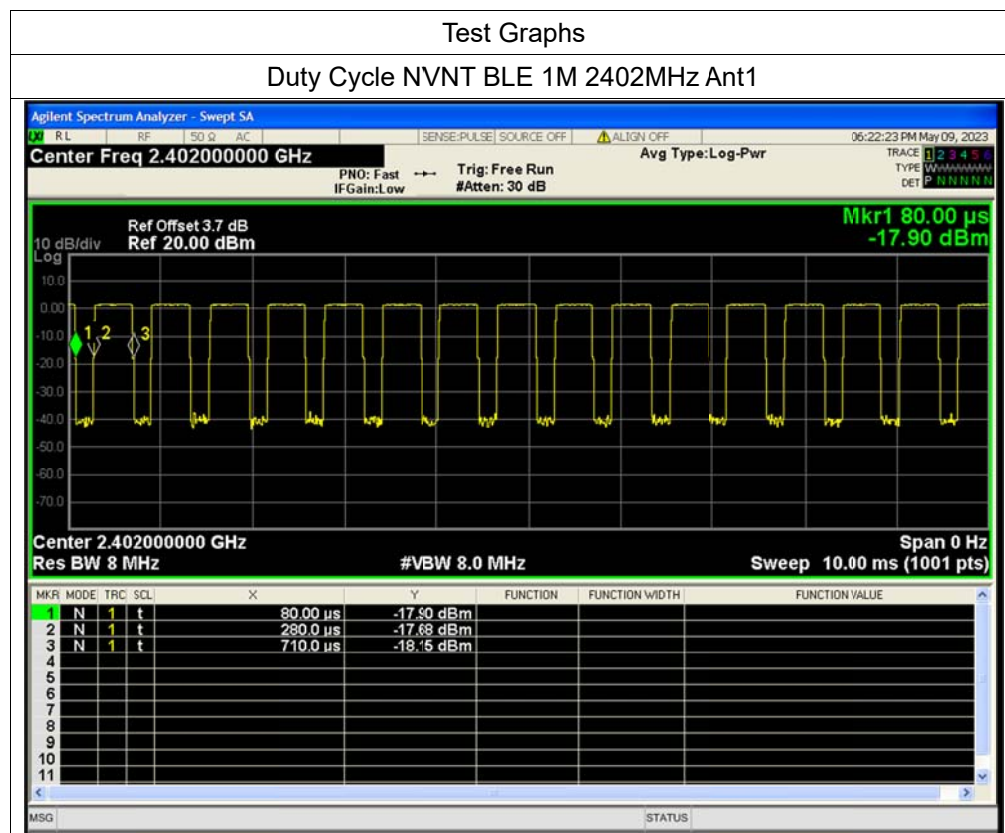 Test Graphs
Duty Cycle NVNT BLE 1M 2402MHz Ant1
Agilent Spectrum Analyzer - Swept SA
RL RF 50 Ω AC SENSE:PULSE SOURCE OFF ALIGN OFF 06:22:23 PM May 09, 2023
Center Freq 2.402000000 GHz Avg Type:Log-Pwr TRACE 1 2 3 4 5 6
PNO: Fast Trig: Free Run TYPE W
IFGain:Low #Atten: 30 dB DET P N N N N N
Mkr1 80.00 µs
Ref Offset 3.7 dB
10 dB/div Ref 20.00 dBm -17.90 dBm
Log
10.0
0.00
1 2 3
-10.0
-20.0
-30.0
-40.0
-50.0
-60.0
-70.0
Center 2.402000000 GHz Span 0 Hz
Res BW 8 MHz #VBW 8.0 MHz Sweep 10.00 ms (1001 pts)
MKR MODE TRC SCL X Y FUNCTION FUNCTION WIDTH FUNCTION VALUE
1 N 1 t 80.00 µs -17.90 dBm
2 N 1 t 280.0 µs -17.68 dBm
3 N 1 t 710.0 µs -18.15 dBm
4
5
6
7
8
9
10
11
MSG STATUS